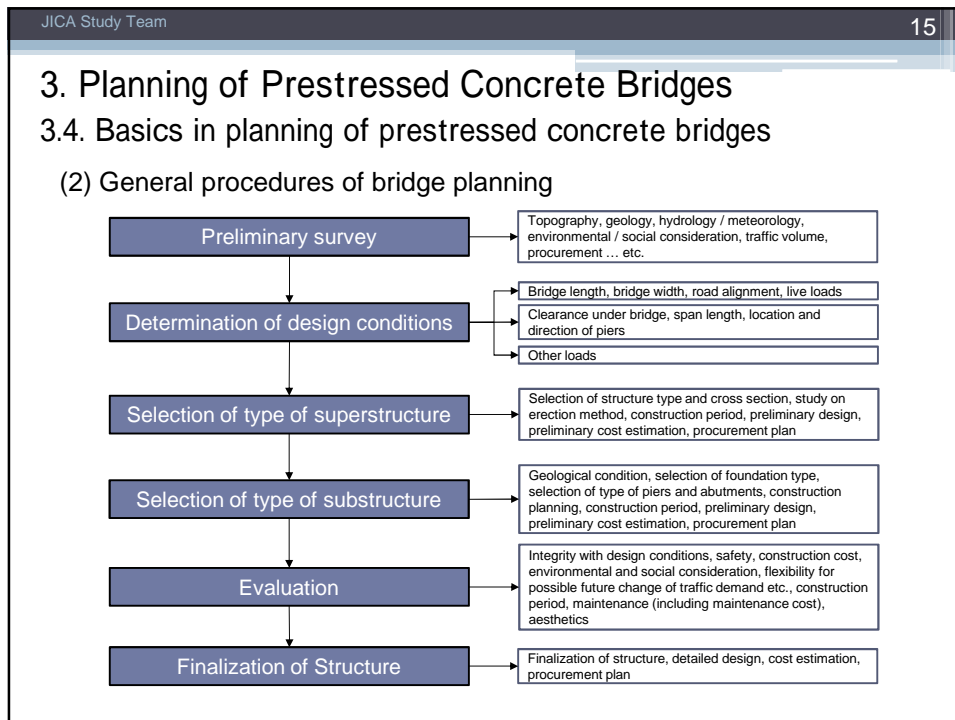 JICA Study Team
15
3. Planning of Prestressed Concrete Bridges
3.4. Basics in planning of prestressed concrete bridges
(2) General procedures of bridge planning
Preliminary survey
Topography, geology, hydrology / meteorology,
environmental / social consideration, traffic volume,
procurement … etc.
Determination of design conditions
Bridge length, bridge width, road alignment, live loads
Clearance under bridge, span length, location and
direction of piers
Other loads
Selection of type of superstructure
Selection of structure type and cross section, study on
erection method, construction period, preliminary design,
preliminary cost estimation, procurement plan
Selection of type of substructure
Geological condition, selection of foundation type,
selection of type of piers and abutments, construction
planning, construction period, preliminary design,
preliminary cost estimation, procurement plan
Evaluation
Integrity with design conditions, safety, construction cost,
environmental and social consideration, flexibility for
possible future change of traffic demand etc., construction
period, maintenance (including maintenance cost),
aesthetics
Finalization of Structure
Finalization of structure, detailed design, cost estimation,
procurement plan